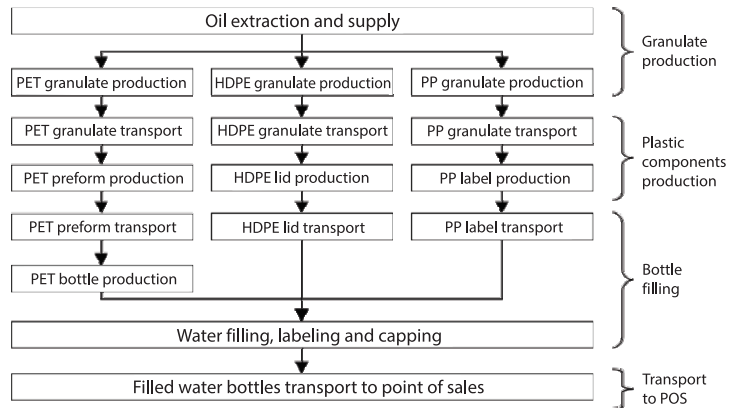 Oil extraction and supply
Granulate
production
PET granulate production
HDPE granulate production
PP granulate production
PET granulate transport
HDPE granulate transport
PP granulate transport
Plastic
components
production
PET preform production
HDPE lid production
PP label production
PET preform transport
HDPE lid transport
PP label transport
PET bottle production
Bottle
filling
Water filling, labeling and capping
Filled water bottles transport to point of sales
Transport
to POS